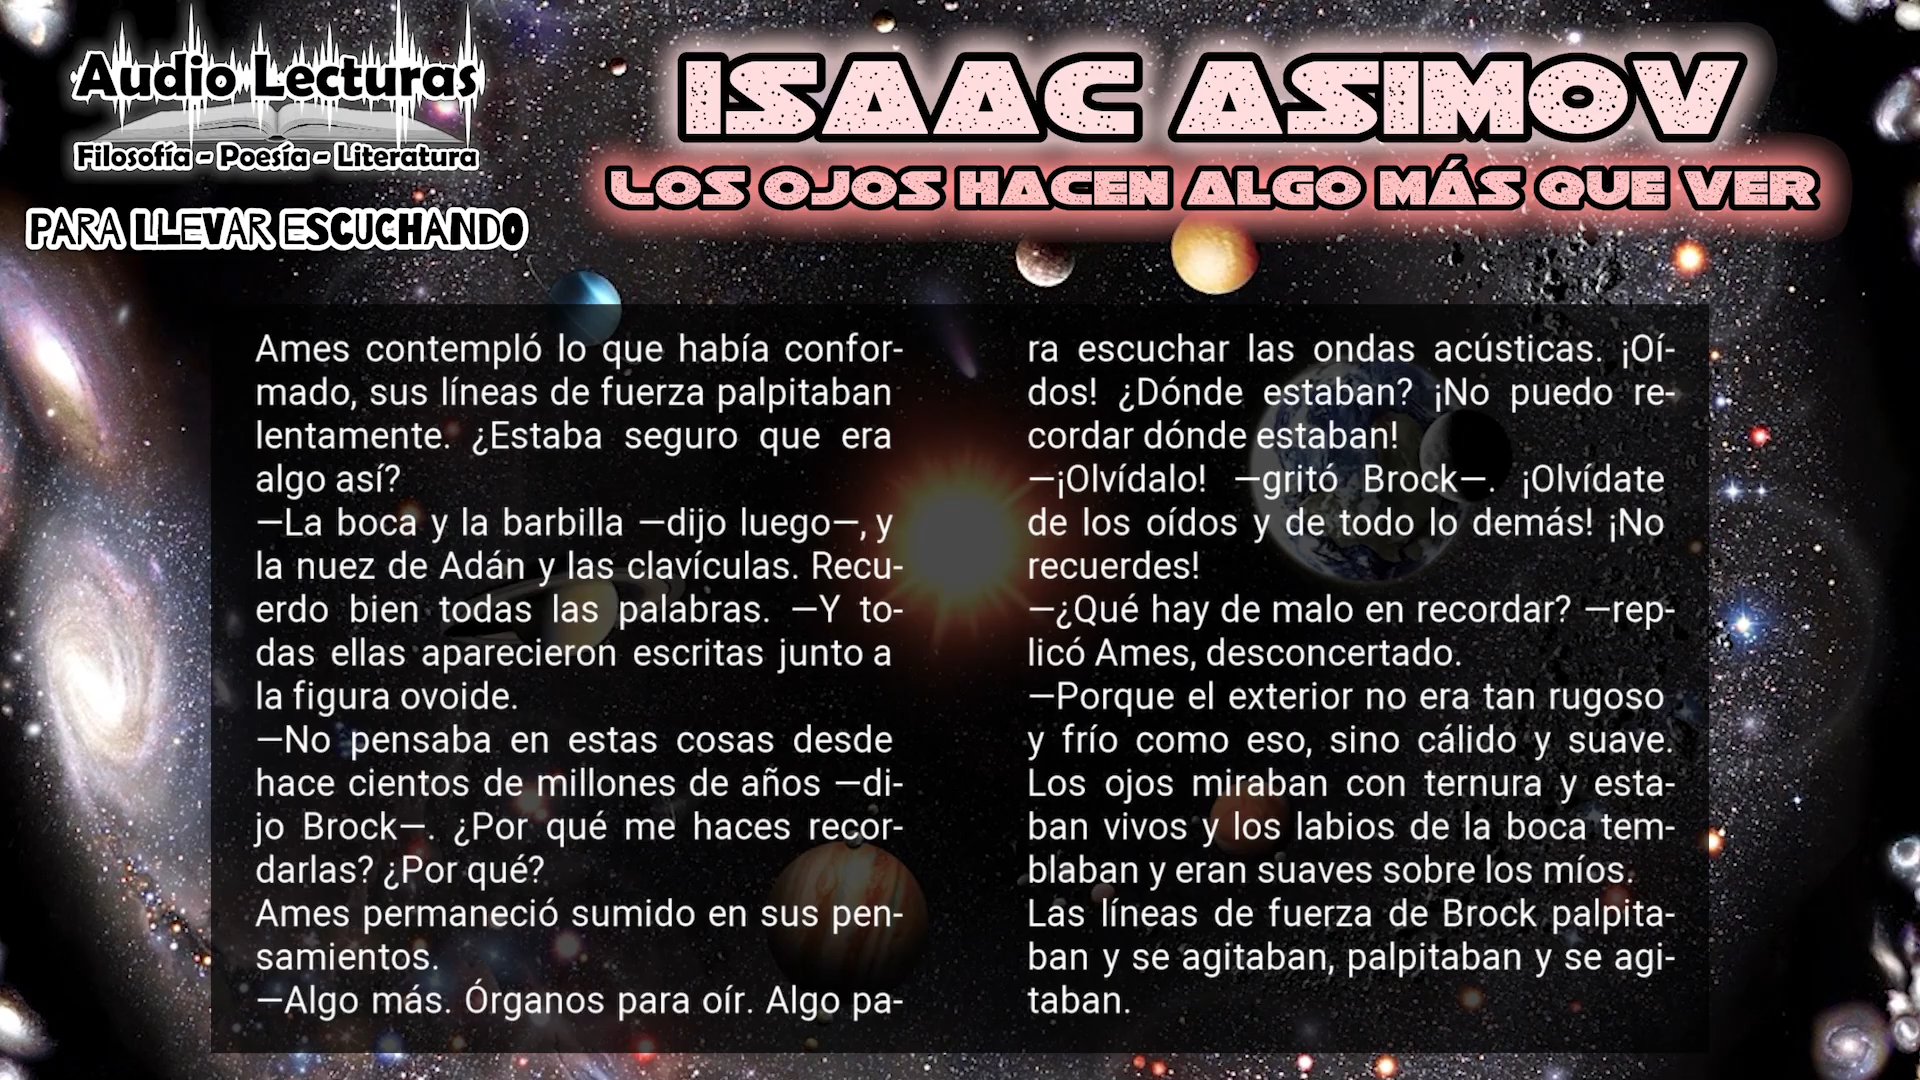 Audio Lecturas
Filosofía - Poesía - Literatura
PARA LLEVAR ESCUCHANDO
ISAAC ASIMOV
LOS OJOS HACEN ALGO MÁS QUE VER
Ames contempló lo que había confor-
mado, sus líneas de fuerza palpitaban
lentamente. ¿Estaba seguro que era
algo así?
—La boca y la barbilla —dijo luego—, y
la nuez de Adán y las clavículas. Recu-
erdo bien todas las palabras. —Y to-
das ellas aparecieron escritas junto a
la figura ovoide.
—No pensaba en estas cosas desde
hace cientos de millones de años —di-
jo Brock—. ¿Por qué me haces recor-
darlas? ¿Por qué?
Ames permaneció sumido en sus pen-
samientos.
—Algo más. Órganos para oír. Algo pa-
ra escuchar las ondas acústicas. ¡Oí-
dos! ¿Dónde estaban? ¡No puedo re-
cordar dónde estaban!
—¡Olvídalo! —gritó Brock—. ¡Olvídate
de los oídos y de todo lo demás! ¡No
recuerdes!
—¿Qué hay de malo en recordar? —rep-
licó Ames, desconcertado.
—Porque el exterior no era tan rugoso
y frío como eso, sino cálido y suave.
Los ojos miraban con ternura y esta-
ban vivos y los labios de la boca tem-
blaban y eran suaves sobre los míos.
Las líneas de fuerza de Brock palpita-
ban y se agitaban, palpitaban y se agi-
taban.